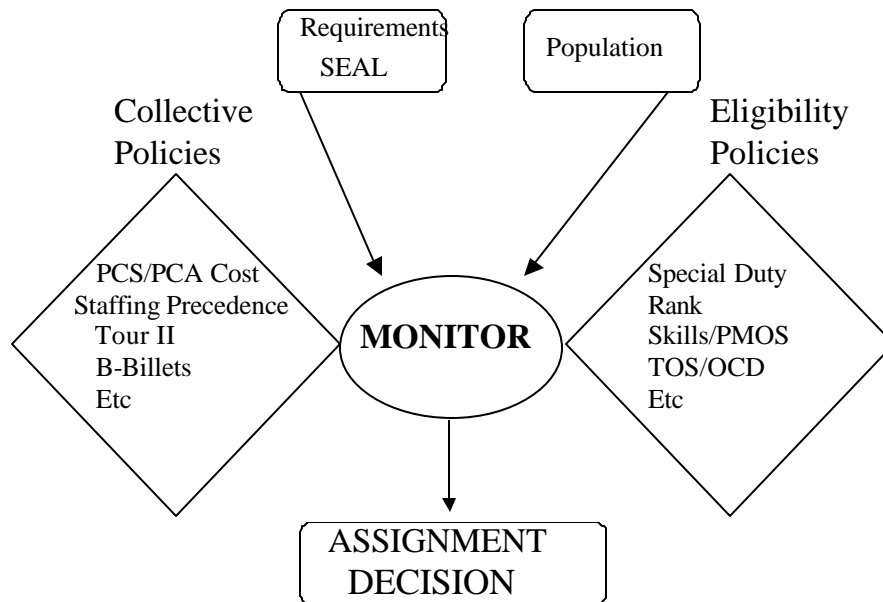 Requirements
SEAL
Population
Collective
Policies
Eligibility
Policies
PCS/PCA Cost
Staffing Precedence
Tour II
B-Billets
Etc
MONITOR
Special Duty
Rank
Skills/PMOS
TOS/OCD
Etc
ASSIGNMENT
DECISION